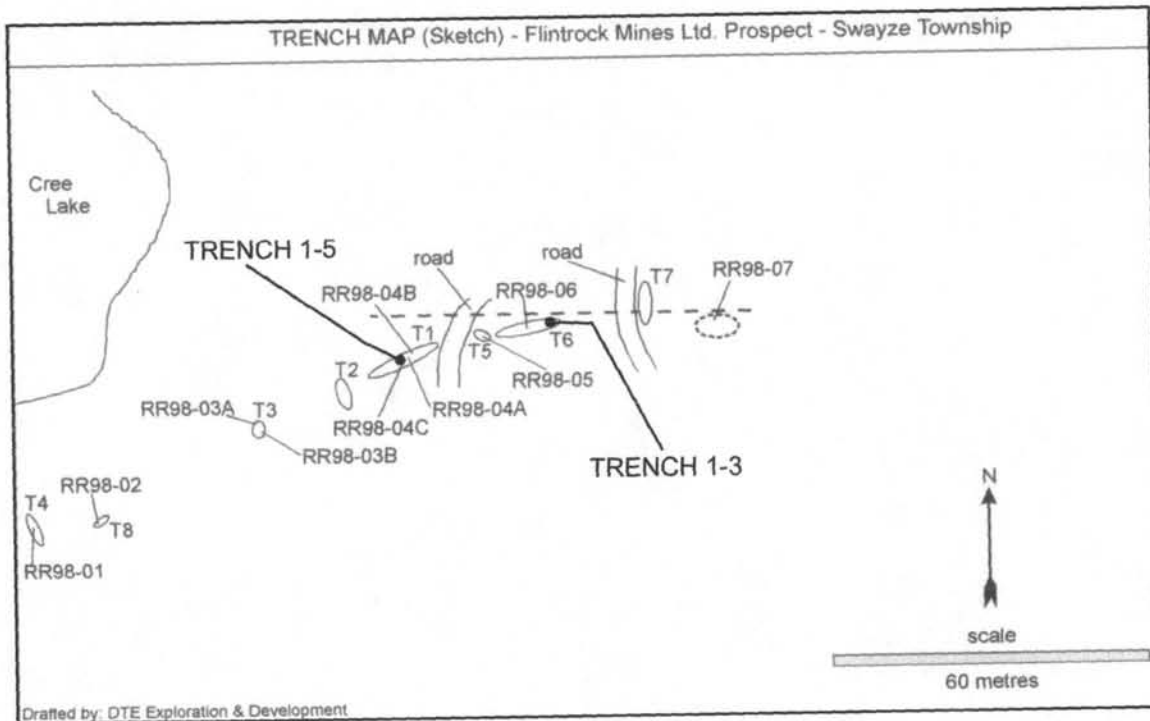 TRENCH MAP (Sketch) - Flintrock Mines Ltd. Prospect - Swayze Township
Cree
Lake
TRENCH 1-5
road
road
T7
RR98-07
RR98-04B
RR98-06
T1
T5
T6
T2
RR98-05
RR98-03A
T3
RR98-04C
RR98-04A
RR98-03B
TRENCH 1-3
T4
RR98-02
T8
RR98-01
N
scale
60 metres
Drafted by: DTE Exploration & Development